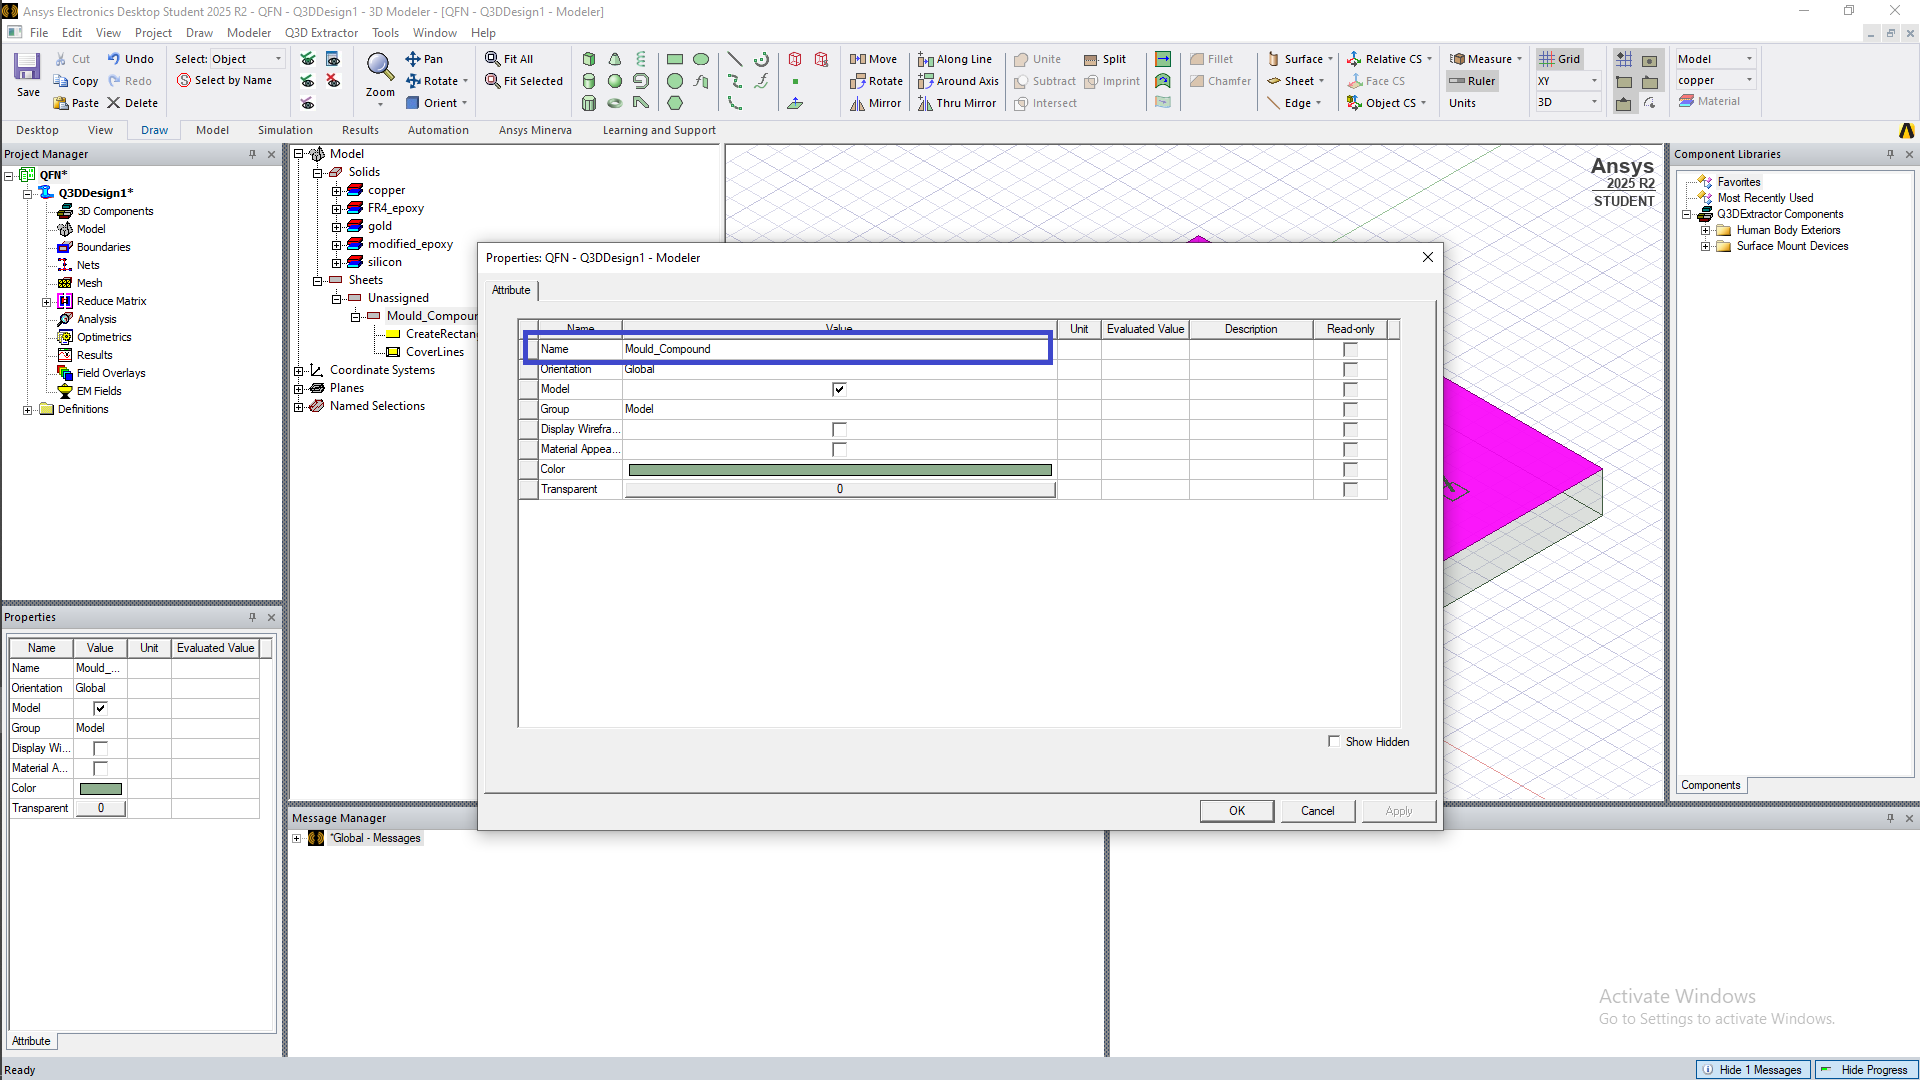 Ansys Electronics Desktop Student 2025 R2 - QFN - Q3DDesign1 - 3D Modeler - [QFN - Q3DDesign1 - Modeler]
File Edit View Project Draw Modeler Q3D Extractor Tools Window Help
Save
Cut
Copy
Paste
Undo
Redo
Delete
Select: Object
Select by Name
Zoom
Pan
Rotate
Orient
Fit All
Fit Selected
Move
Rotate
Mirror
Along Line
Around Axis
Thru Mirror
Unite
Subtract
Intersect
Split
Imprint
Fillet
Chamfer
Surface
Sheet
Edge
Relative CS
Face CS
Object CS
Measure
Ruler
Units
Grid
XY
3D
Model
copper
Material
Desktop View Draw Model Simulation Results Automation Ansys Minerva Learning and Support
Project Manager
QFN*
Q3DDesign1*
3D Components
Model
Boundaries
Nets
Mesh
Reduce Matrix
Analysis
Optimetrics
Results
Field Overlays
EM Fields
Definitions
Model
Solids
copper
FR4_epoxy
gold
modified_epoxy
silicon
Sheets
Unassigned
Mould_Compour
CreateRectang
CoverLines
Coordinate Systems
Planes
Named Selections
Ansys
2025 R2
STUDENT
X
Component Libraries
Favorites
Most Recently Used
Q3DExtractor Components
Human Body Exteriors
Surface Mount Devices
Components
Properties: QFN - Q3DDesign1 - Modeler
Attribute
Name Value Unit Evaluated Value Description Read-only
Name Mould_Compound
Orientation Global
Model
Group Model
Display Wirefra...
Material Appea...
Color
Transparent 0
Show Hidden
OK Cancel Apply
Properties
Name Value Unit Evaluated Value
Name Mould_...
Orientation Global
Model
Group Model
Display Wi...
Material A...
Color
Transparent 0
Attribute
Message Manager
*Global - Messages
Activate Windows
Go to Settings to activate Windows.
Ready
Hide 1 Messages Hide Progress